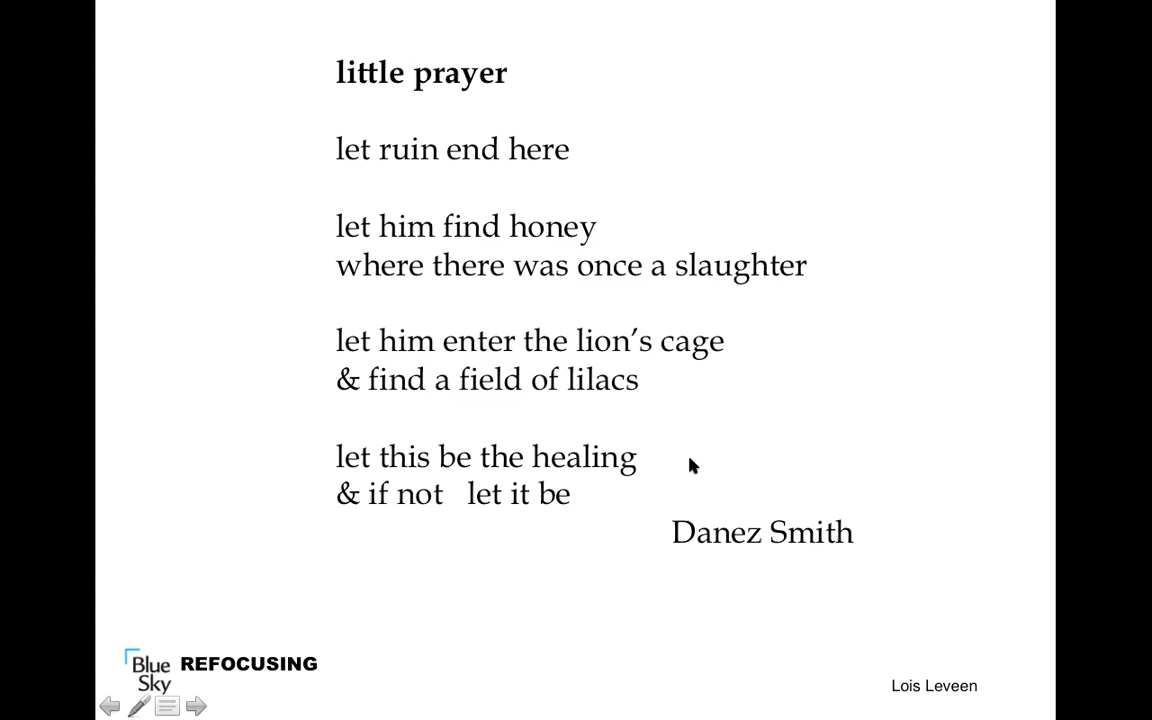 little prayer
let ruin end here
let him find honey
where there was once a slaughter
let him enter the lion's cage
& find a field of lilacs
let this be the healing
& if not   let it be
Danez Smith
Blue Sky REFOCUSING
Lois Leveen